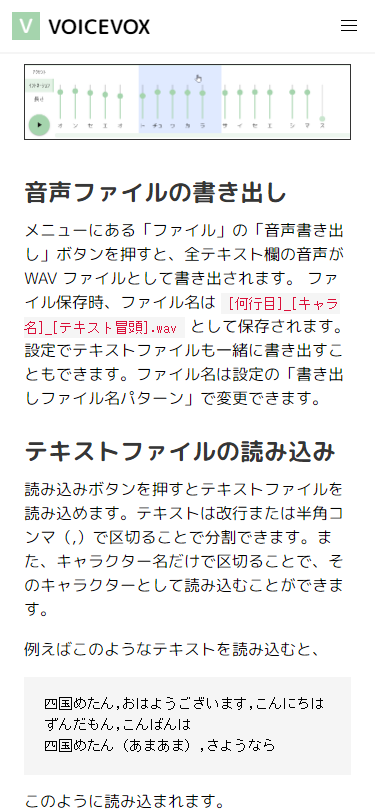 VOICEVOX
アクセント
イントネーション
長さ
オ ン セ エ オ ー チョ ウ カ ラ サ イ セ エ シ マ ス
音声ファイルの書き出し
メニューにある「ファイル」の「音声書き出
し」ボタンを押すと、全テキスト欄の音声が
WAV ファイルとして書き出されます。 ファ
イル保存時、ファイル名は [何行目]_[キャラ
名]_[テキスト冒頭].wav として保存されます。
設定でテキストファイルも一緒に書き出すこ
ともできます。ファイル名は設定の「書き出
しファイル名パターン」で変更できます。
テキストファイルの読み込み
読み込みボタンを押すとテキストファイルを
読み込めます。テキストは改行または半角コ
ンマ（,）で区切ることで分割できます。ま
た、キャラクター名だけで区切ることで、そ
のキャラクターとして読み込むことができま
す。
例えばこのようなテキストを読み込むと、
四国めたん,おはようございます,こんにちは
ずんだもん,こんばんは
四国めたん（あまあま）,さようなら
このように読み込まれます。